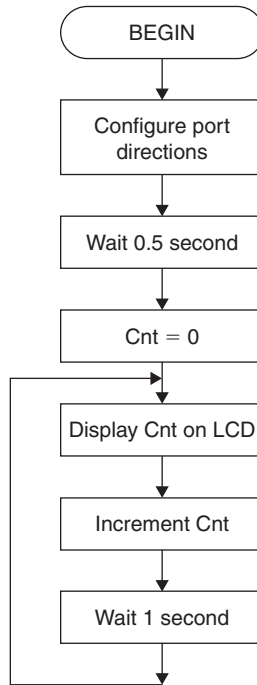 BEGIN
Configure port
directions
Wait 0.5 second
Cnt = 0
Display Cnt on LCD
Increment Cnt
Wait 1 second